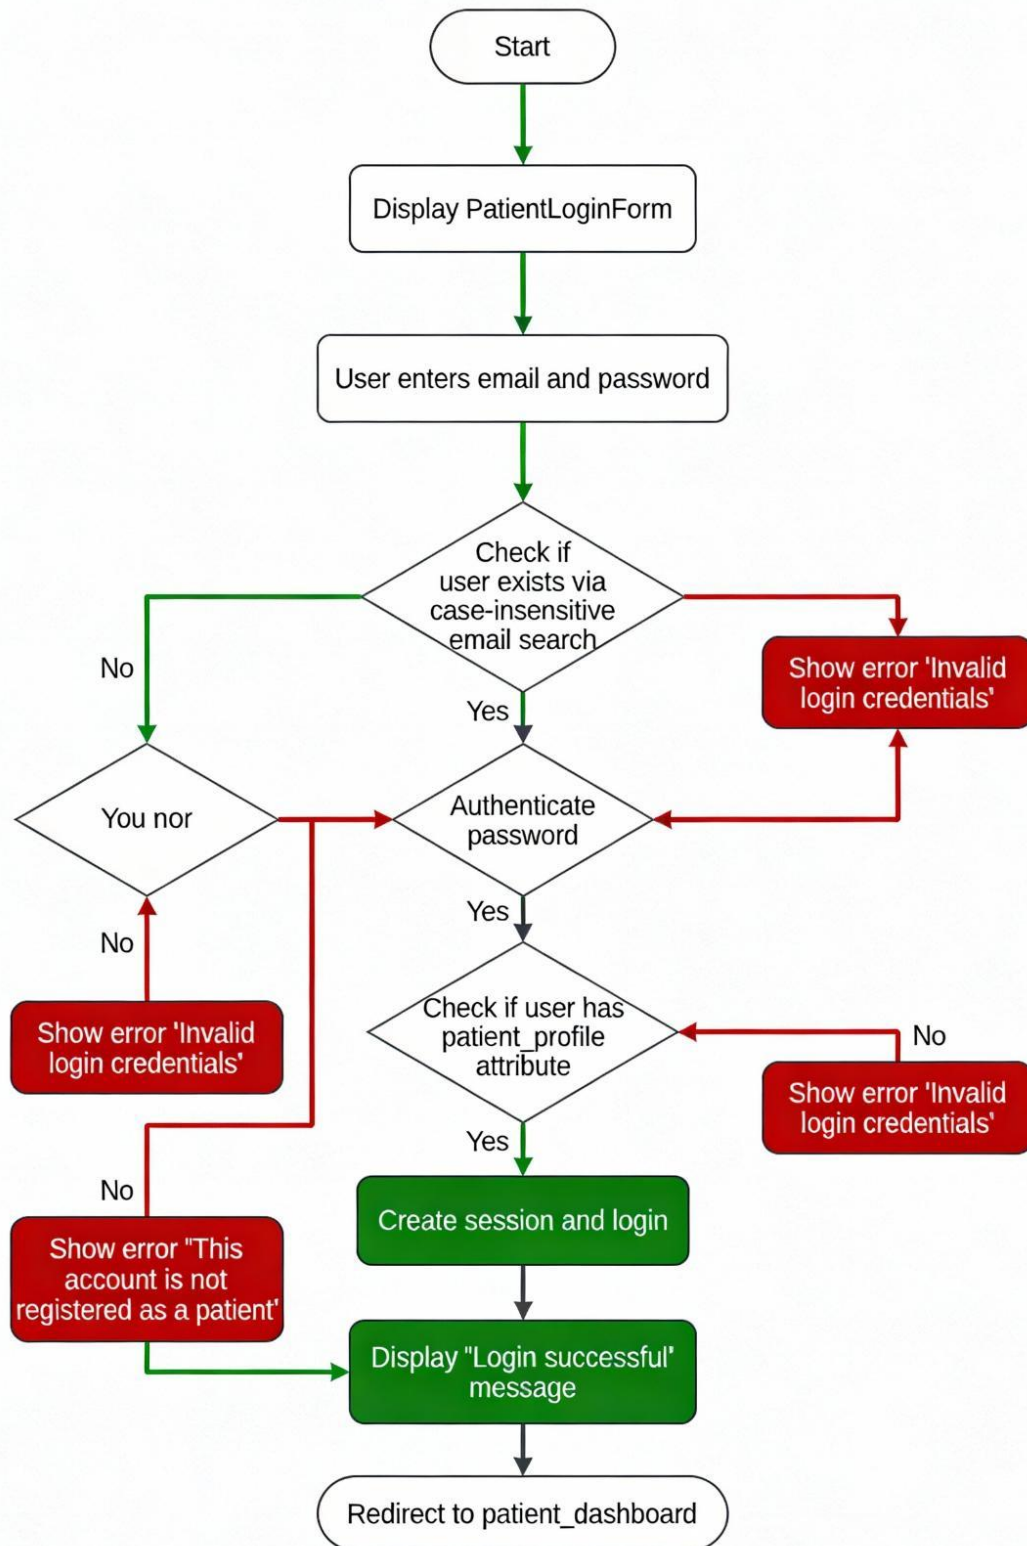 Start
Display PatientLoginForm
User enters email and password
Check if
user exists via
case-insensitive
email search
No
Show error 'Invalid
login credentials'
Yes
You nor
Authenticate
password
Yes
No
Check if user has
patient_profile
attribute
No
Show error 'Invalid
login credentials'
Show error 'Invalid
login credentials'
Yes
No
Create session and login
Show error "This
account is not
registered as a patient'
Display "Login successful'
message
Redirect to patient_dashboard